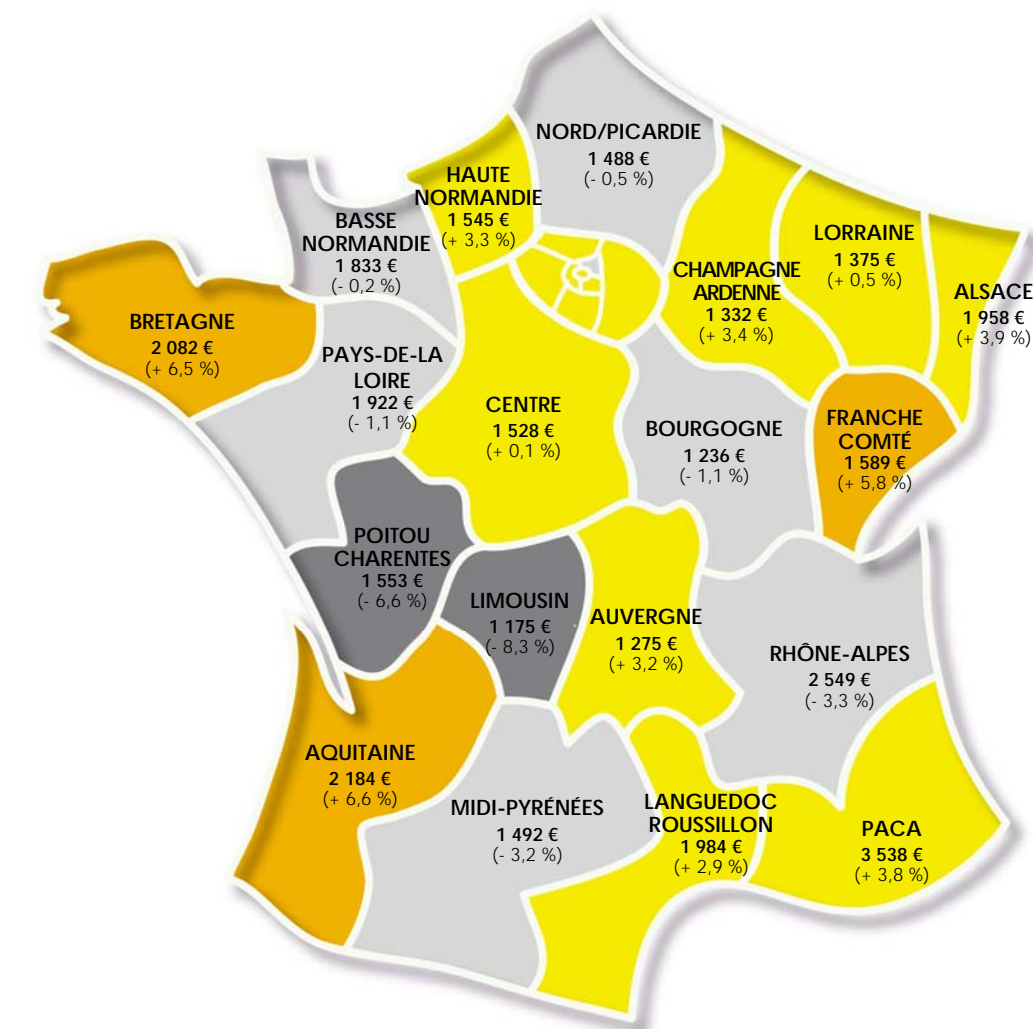 NORD/PICARDIE
1 488 €
(- 0,5 %)
HAUTE
NORMANDIE
1 545 €
(+ 3,3 %)
BASSE
NORMANDIE
1 833 €
(- 0,2 %)
LORRAINE
1 375 €
(+ 0,5 %)
CHAMPAGNE
ARDENNE
1 332 €
(+ 3,4 %)
ALSACE
1 958 €
(+ 3,9 %)
BRETAGNE
2 082 €
(+ 6,5 %)
PAYS-DE-LA
LOIRE
1 922 €
(- 1,1 %)
CENTRE
1 528 €
(+ 0,1 %)
BOURGOGNE
1 236 €
(- 1,1 %)
FRANCHE
COMTÉ
1 589 €
(+ 5,8 %)
POITOU
CHARENTES
1 553 €
(- 6,6 %)
LIMOUSIN
1 175 €
(- 8,3 %)
AUVERGNE
1 275 €
(+ 3,2 %)
RHÔNE-ALPES
2 549 €
(- 3,3 %)
AQUITAINE
2 184 €
(+ 6,6 %)
MIDI-PYRÉNÉES
1 492 €
(- 3,2 %)
LANGUEDOC
ROUSSILLON
1 984 €
(+ 2,9 %)
PACA
3 538 €
(+ 3,8 %)